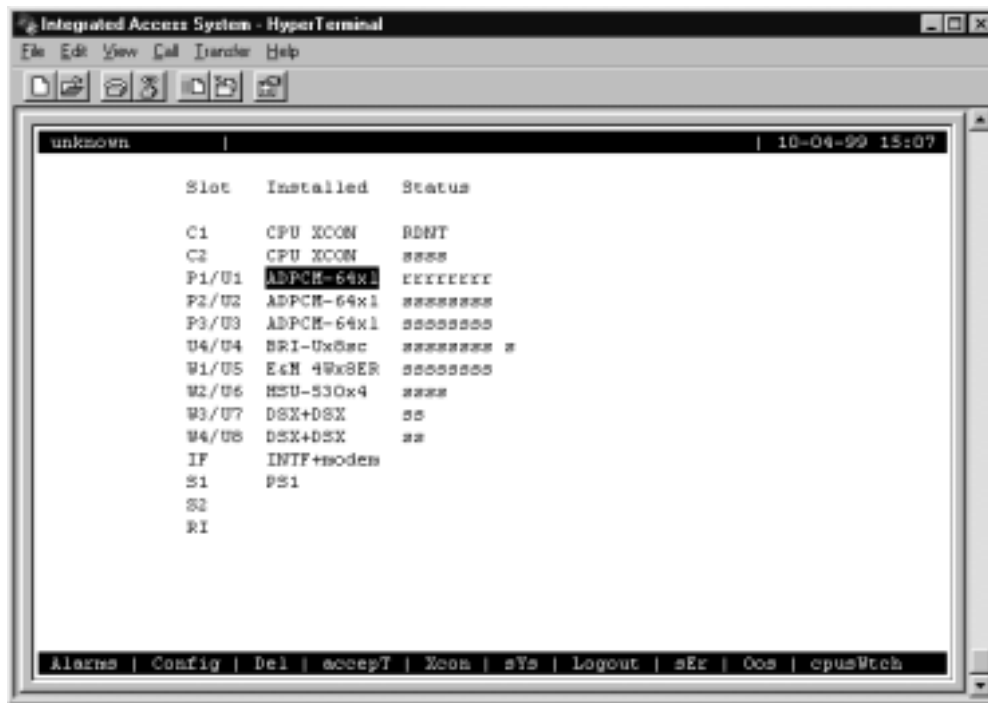 Integrated Access System - HyperTerminal
File Edit View Call Transfer Help
unknown | | 10-04-99 15:07
Slot Installed Status
C1 CPU XCON RDNT
C2 CPU XCON ssss
P1/U1 ADPCM-64x1 rrrrrrrr
P2/U2 ADPCM-64x1 ssssssss
P3/U3 ADPCM-64x1 ssssssss
U4/U4 BRI-Ux8sc ssssssss s
W1/U5 E&M 4Wx8ER ssssssss
W2/U6 HSU-530x4 ssss
W3/U7 DSX+DSX ss
W4/U8 DSX+DSX ss
IF INTF+modem
S1 PS1
S2
RI
Alarms | Config | Del | accepT | Xcon | sYs | Logout | sEr | Oos | cpusWtch